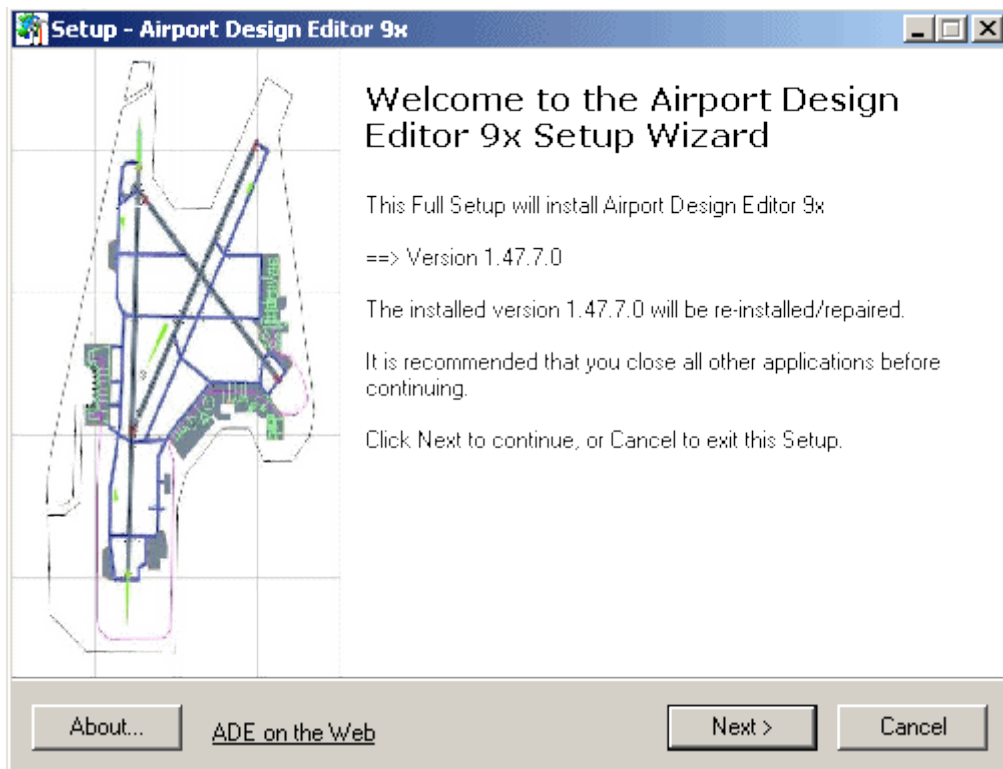 Setup - Airport Design Editor 9x
Welcome to the Airport Design
Editor 9x Setup Wizard
This Full Setup will install Airport Design Editor 9x
==> Version 1.47.7.0
The installed version 1.47.7.0 will be re-installed/repaired.
It is recommended that you close all other applications before
continuing.
Click Next to continue, or Cancel to exit this Setup.
About...
ADE on the Web
Next >
Cancel